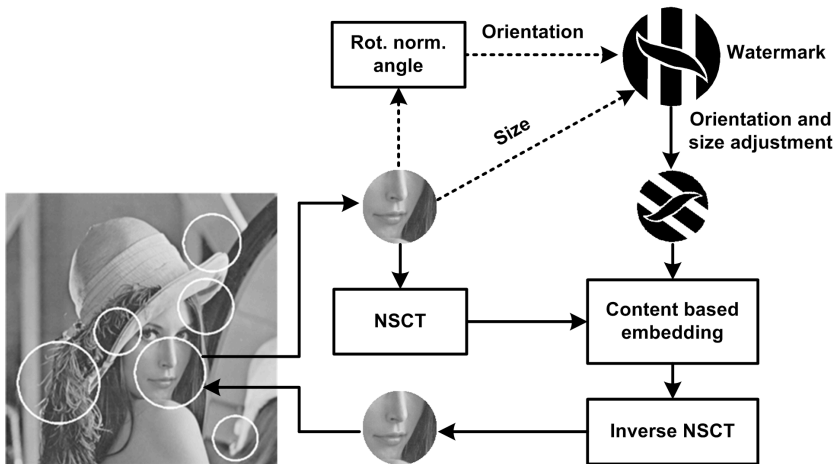 Rot. norm.
angle
Orientation
Watermark
Size
Orientation and
size adjustment
NSCT
Content based
embedding
Inverse NSCT